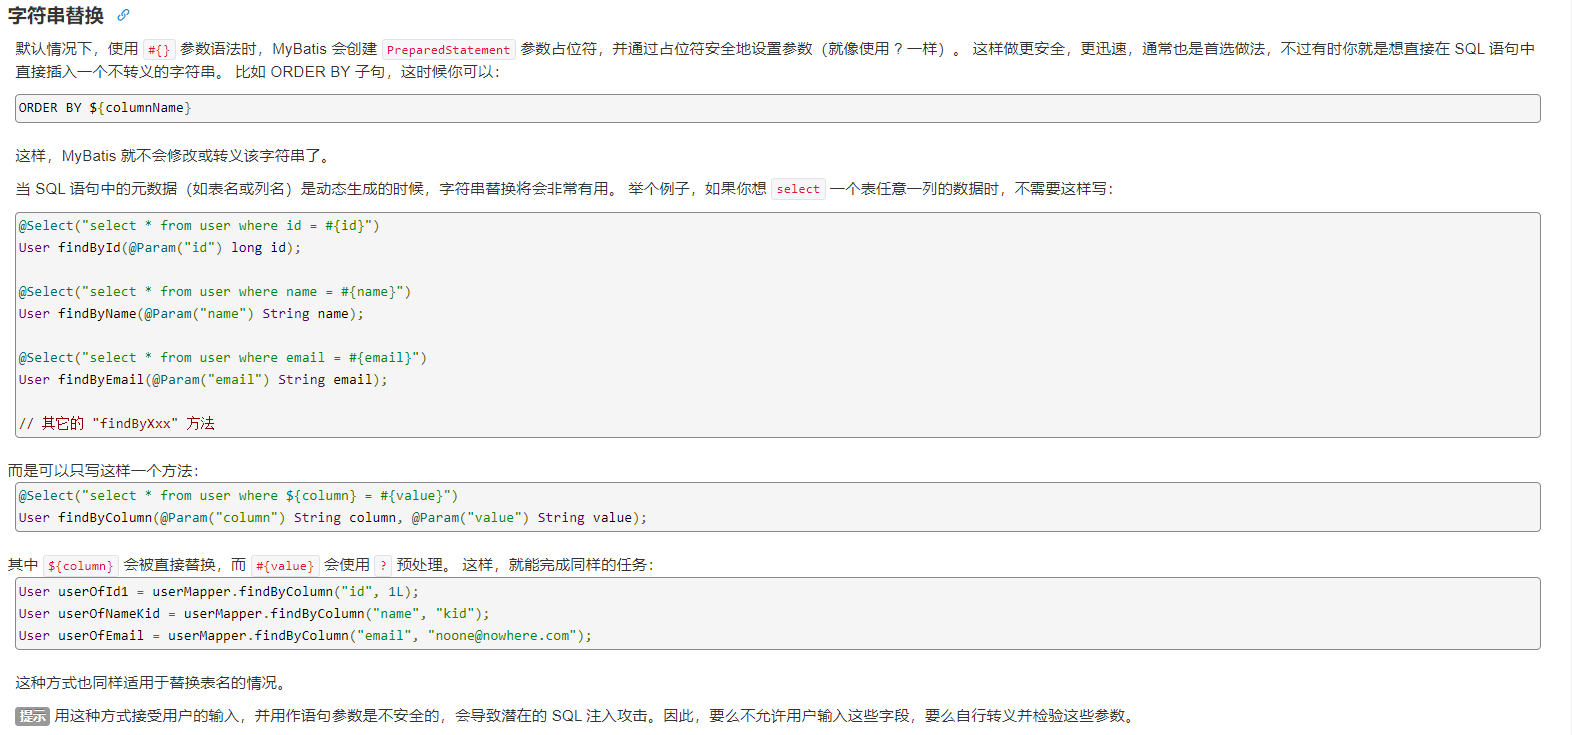 字符串替换
默认情况下，使用 #{} 参数语法时，MyBatis 会创建 PreparedStatement 参数占位符，并通过占位符安全地设置参数（就像使用 ? 一样）。 这样做更安全，更迅速，通常也是首选做法，不过有时你就是想直接在 SQL 语句中
直接插入一个不转义的字符串。 比如 ORDER BY 子句，这时候你可以：
ORDER BY ${columnName}
这样，MyBatis 就不会修改或转义该字符串了。
当 SQL 语句中的元数据（如表名或列名）是动态生成的时候，字符串替换将会非常有用。 举个例子，如果你想 select 一个表任意一列的数据时，不需要这样写：
@Select("select * from user where id = #{id}")
User findById(@Param("id") long id);
@Select("select * from user where name = #{name}")
User findByName(@Param("name") String name);
@Select("select * from user where email = #{email}")
User findByEmail(@Param("email") String email);
// 其它的 "findByXxx" 方法
而是可以只写这样一个方法：
@Select("select * from user where ${column} = #{value}")
User findByColumn(@Param("column") String column, @Param("value") String value);
其中 ${column} 会被直接替换，而 #{value} 会使用 ? 预处理。 这样，就能完成同样的任务：
User userOfId1 = userMapper.findByColumn("id", 1L);
User userOfNameKid = userMapper.findByColumn("name", "kid");
User userOfEmail = userMapper.findByColumn("email", "noone@nowhere.com");
这种方式也同样适用于替换表名的情况。
提示 用这种方式接受用户的输入，并用作语句参数是不安全的，会导致潜在的 SQL 注入攻击。因此，要么不允许用户输入这些字段，要么自行转义并检验这些参数。